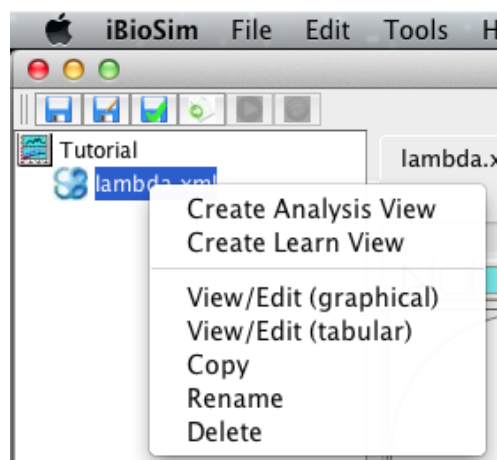 iBioSim File Edit Tools H
Tutorial
lambda.xml
lambda.x
Create Analysis View
Create Learn View
View/Edit (graphical)
View/Edit (tabular)
Copy
Rename
Delete